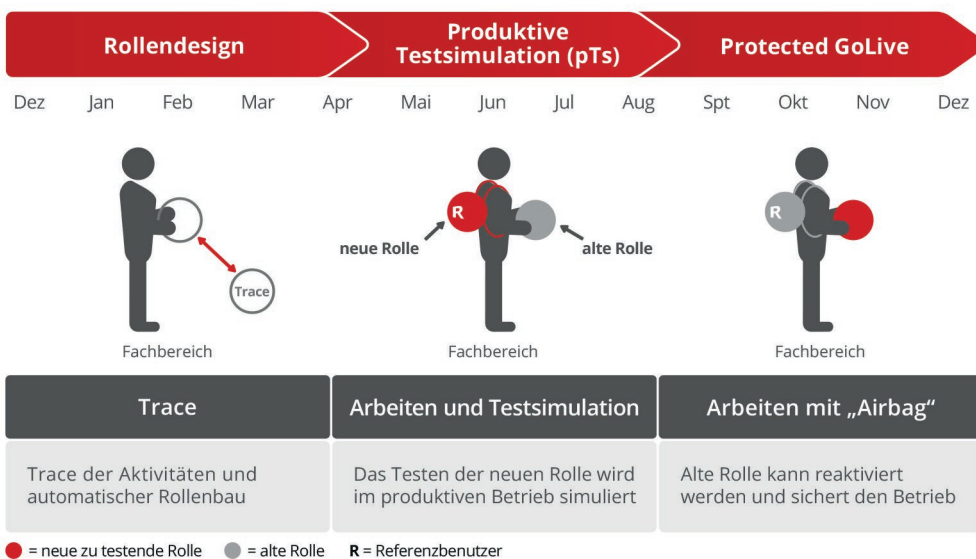 Rollendesign
Produktive
Testsimulation (pTs)
Protected GoLive
Dez Jan Feb Mar Apr Mai Jun Jul Aug Spt Okt Nov Dez
R
R
neue Rolle
alte Rolle
Trace
Fachbereich
Fachbereich
Fachbereich
Trace
Arbeiten und Testsimulation
Arbeiten mit „Airbag“
Trace der Aktivitäten und
automatischer Rollenbau
Das Testen der neuen Rolle wird
im produktiven Betrieb simuliert
Alte Rolle kann reaktiviert
werden und sichert den Betrieb
= neue zu testende Rolle = alte Rolle R = Referenzbenutzer